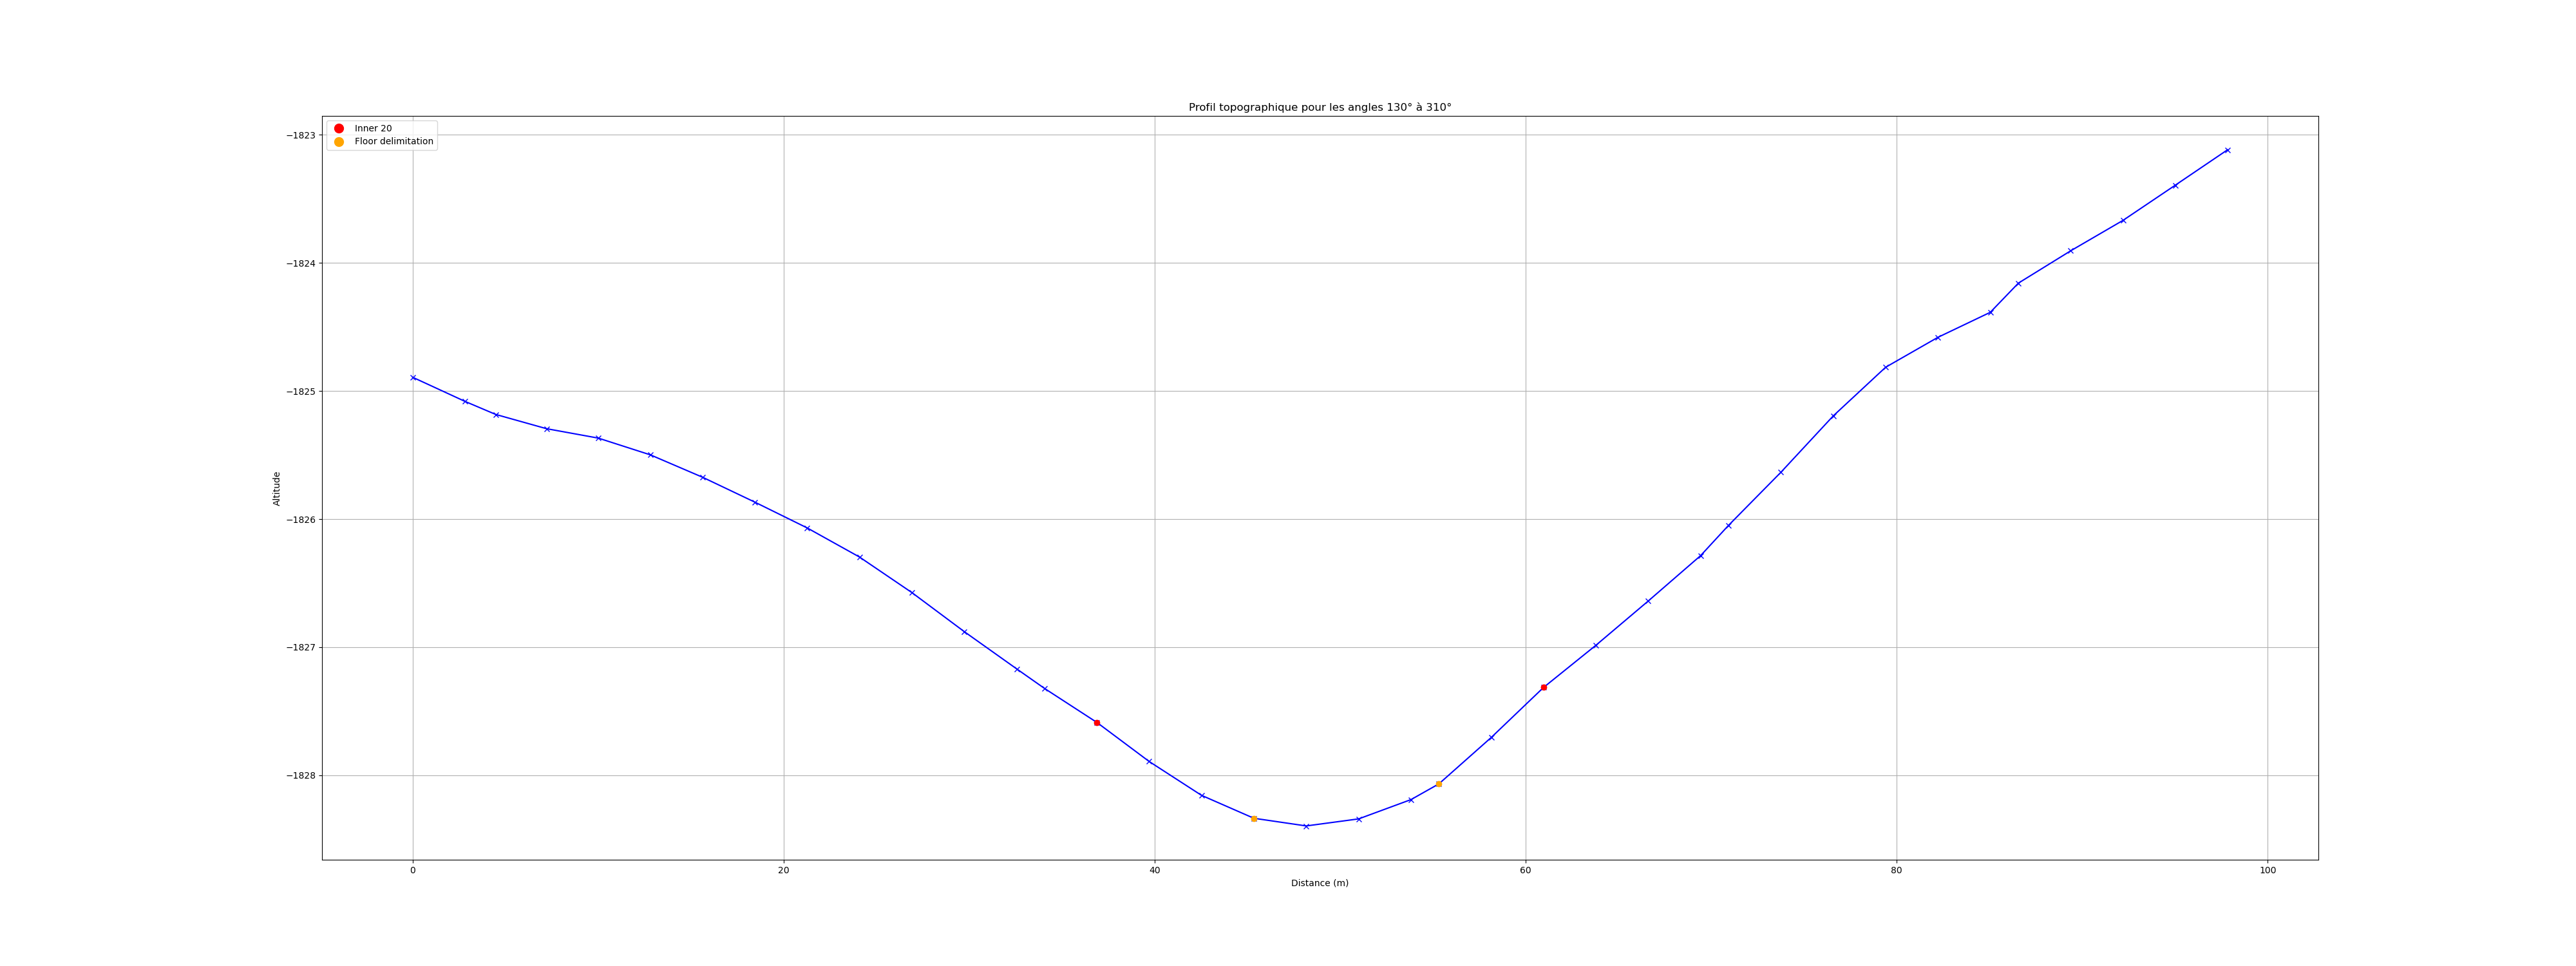 Profil topographique pour les angles 130° à 310°
Inner 20
Floor delimitation
Altitude
−1823
−1824
−1825
−1826
−1827
−1828
0
20
40
60
80
100
Distance (m)